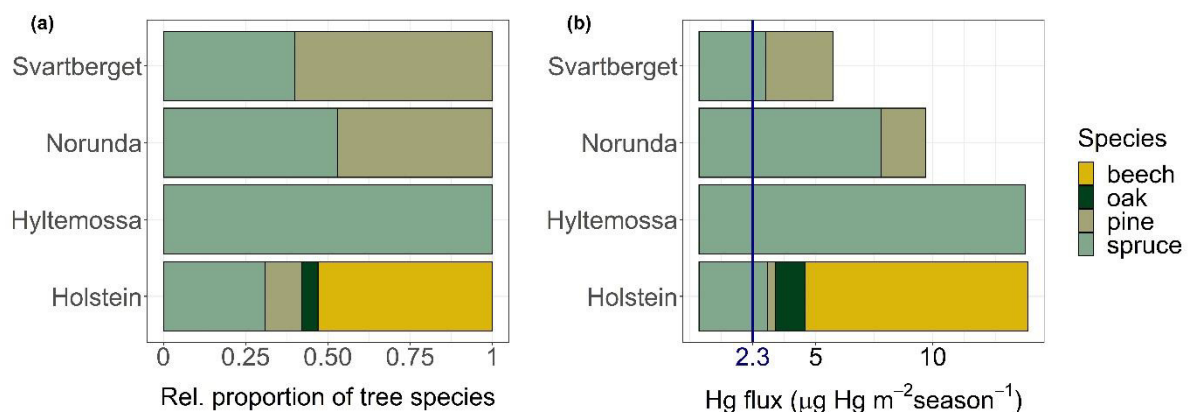 (a)
Svartberget
Norunda
Hyltemossa
Holstein
0 0.25 0.50 0.75 1
Rel. proportion of tree species
(b)
Svartberget
Norunda
Hyltemossa
Holstein
2.3 5 10
Hg flux (μg Hg m⁻²season⁻¹)
Species
beech
oak
pine
spruce